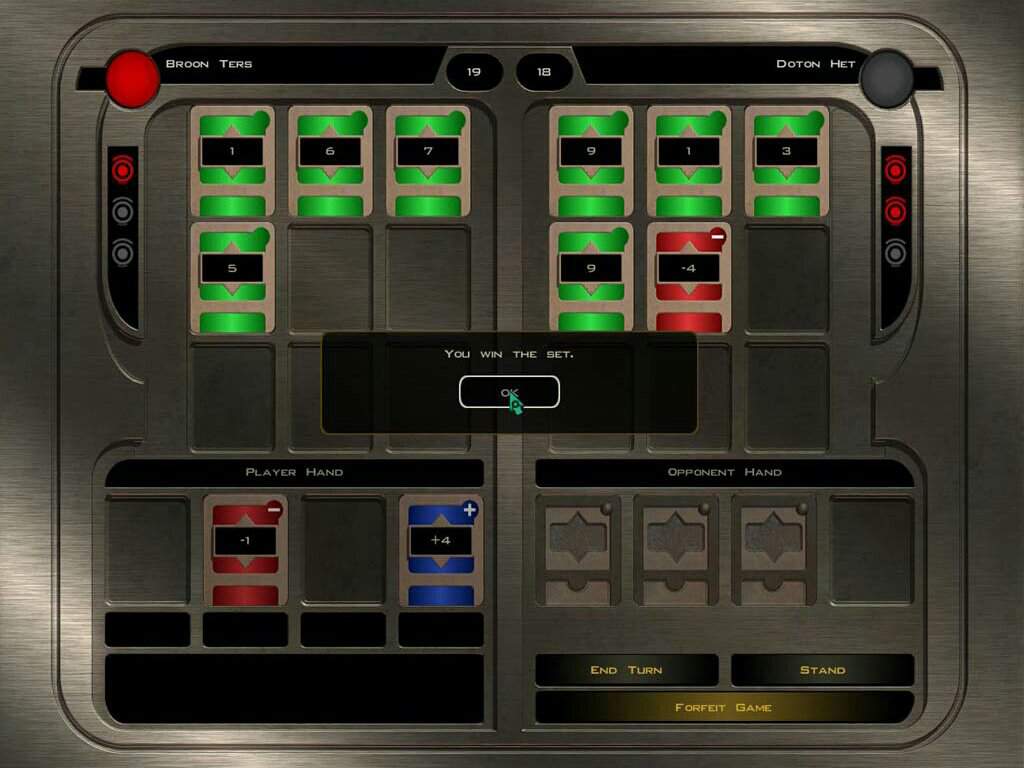 Broon Ters
19
18
Doton Het
1
6
7
9
1
3
5
9
-4
You win the set.
OK
Player Hand
Opponent Hand
-1
+4
End Turn
Stand
Forfeit Game